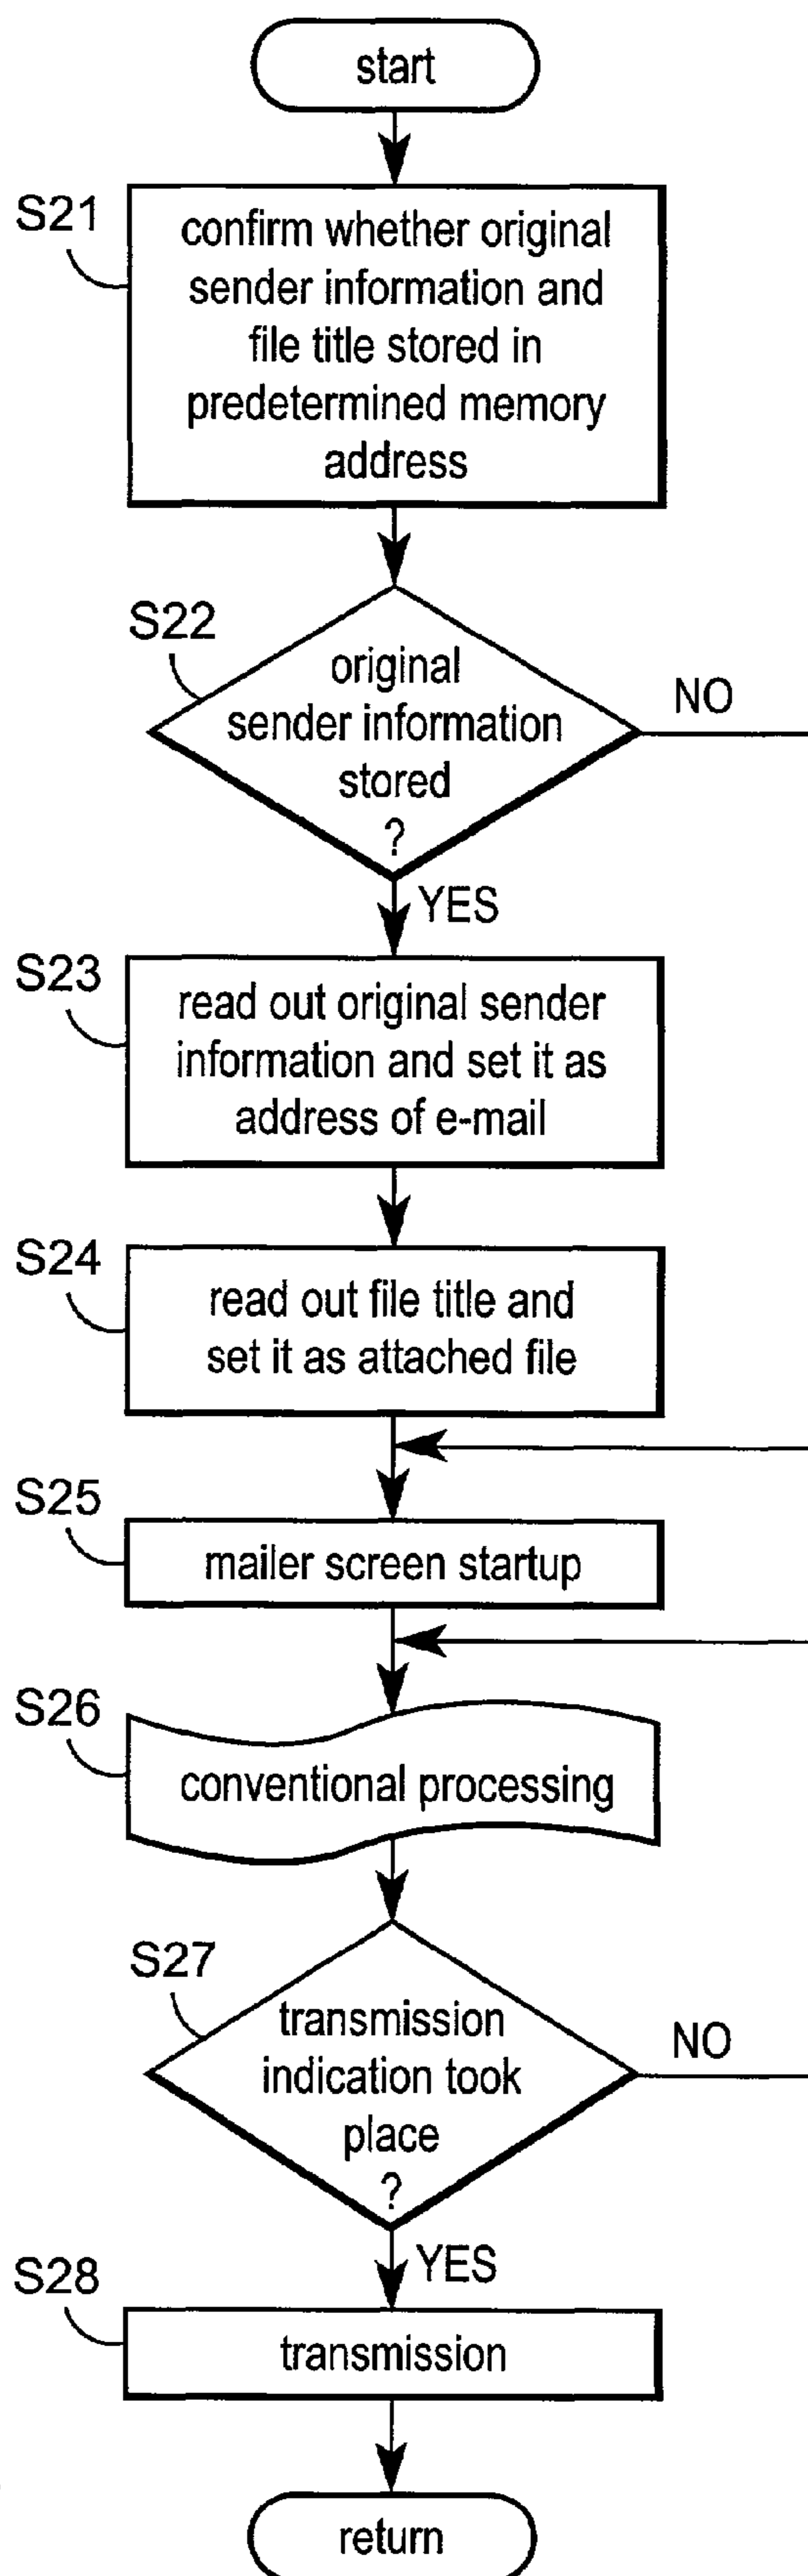 start
S21
confirm whether original
sender information and
file title stored in
predetermined memory
address
S22
original
sender information
stored
?
NO
YES
S23
read out original sender
information and set it as
address of e-mail
S24
read out file title and
set it as attached file
S25
mailer screen startup
S26
conventional processing
S27
transmission
indication took
place
?
NO
YES
S28
transmission
return